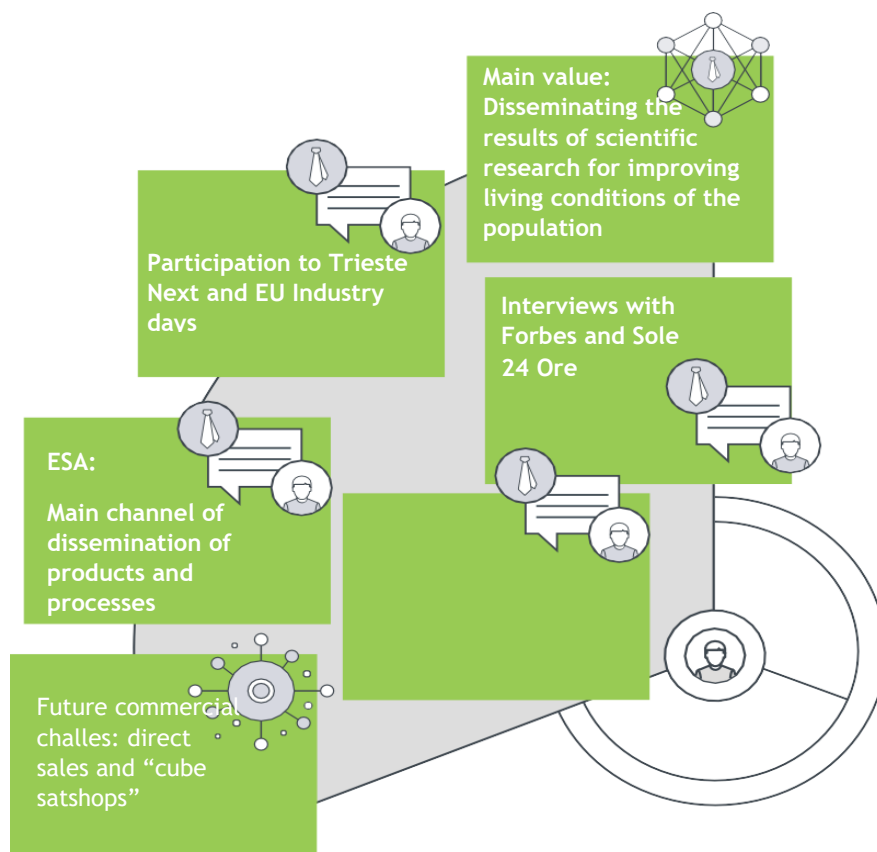 Main value:
Disseminating the
results of scientific
research for improving
living conditions of the
population
Participation to Trieste
Next and EU Industry
days
Interviews with
Forbes and Sole
24 Ore
ESA:
Main channel of
dissemination of
products and
processes
Future commercial
challes: direct
sales and “cube
satshops”